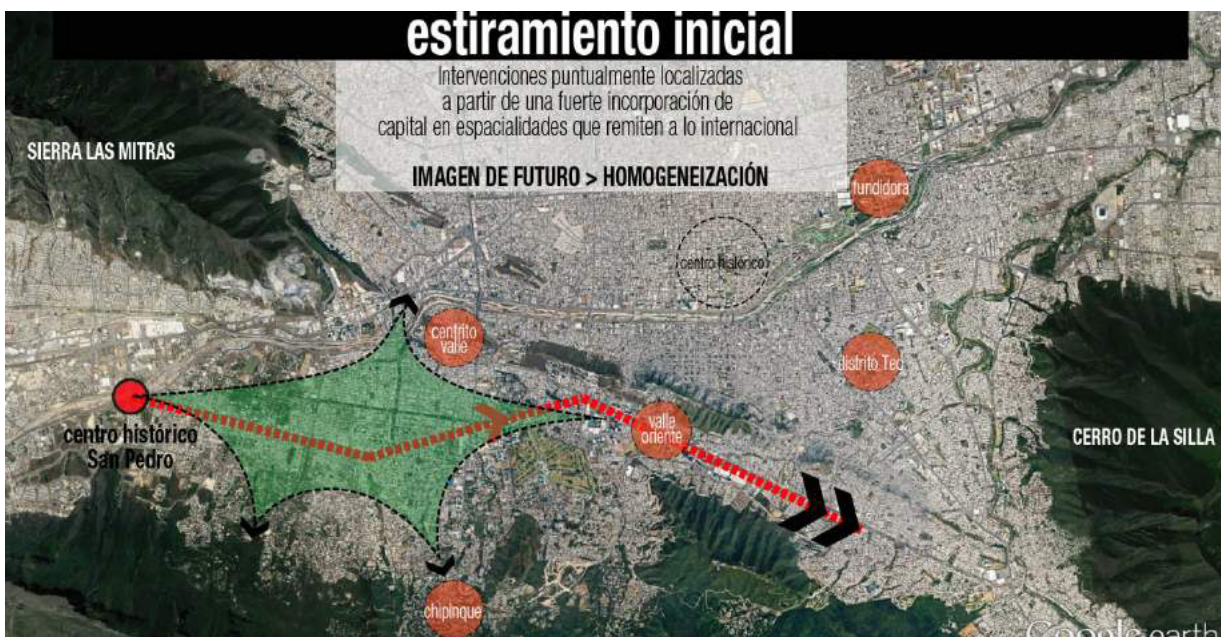 estiramiento inicial
Intervenciones puntualmente localizadas
a partir de una fuerte incorporación de
capital en espacialidades que remiten a lo internacional
IMAGEN DE FUTURO > HOMOGENEIZACIÓN
SIERRA LAS MITRAS
fundidora
centro histórico
centrito
valle
distrito Tec
centro histórico
San Pedro
valle
oriente
CERRO DE LA SILLA
chipinque
Google earth